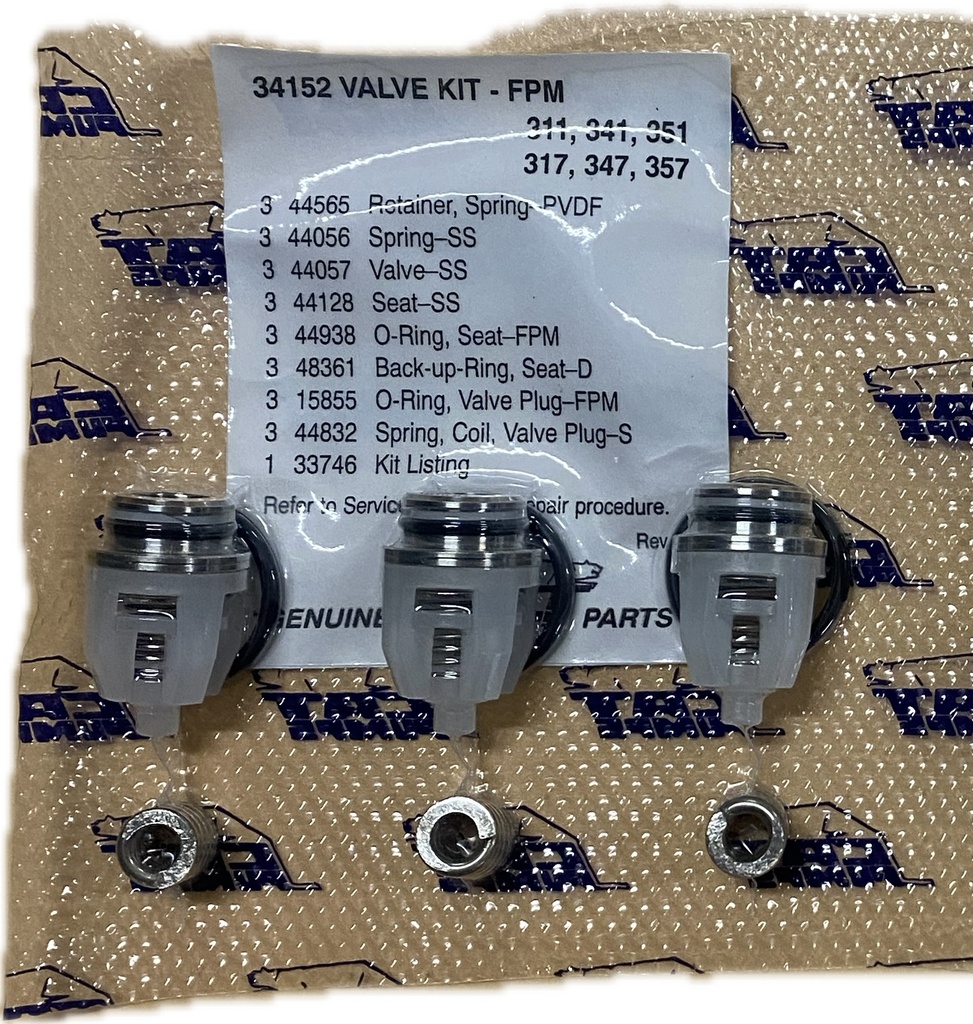 34152 VALVE KIT - FPM
311, 341, 351
317, 347, 357
3 44565 Retainer, Spring–PVDF
3 44056 Spring–SS
3 44057 Valve–SS
3 44128 Seat–SS
3 44938 O-Ring, Seat–FPM
3 48361 Back-up-Ring, Seat–D
3 15855 O-Ring, Valve Plug–FPM
3 44832 Spring, Coil, Valve Plug–S
1 33746 Kit Listing
Refer to procedure.
Rev
GENUINE PARTS
CAT
PUMPS